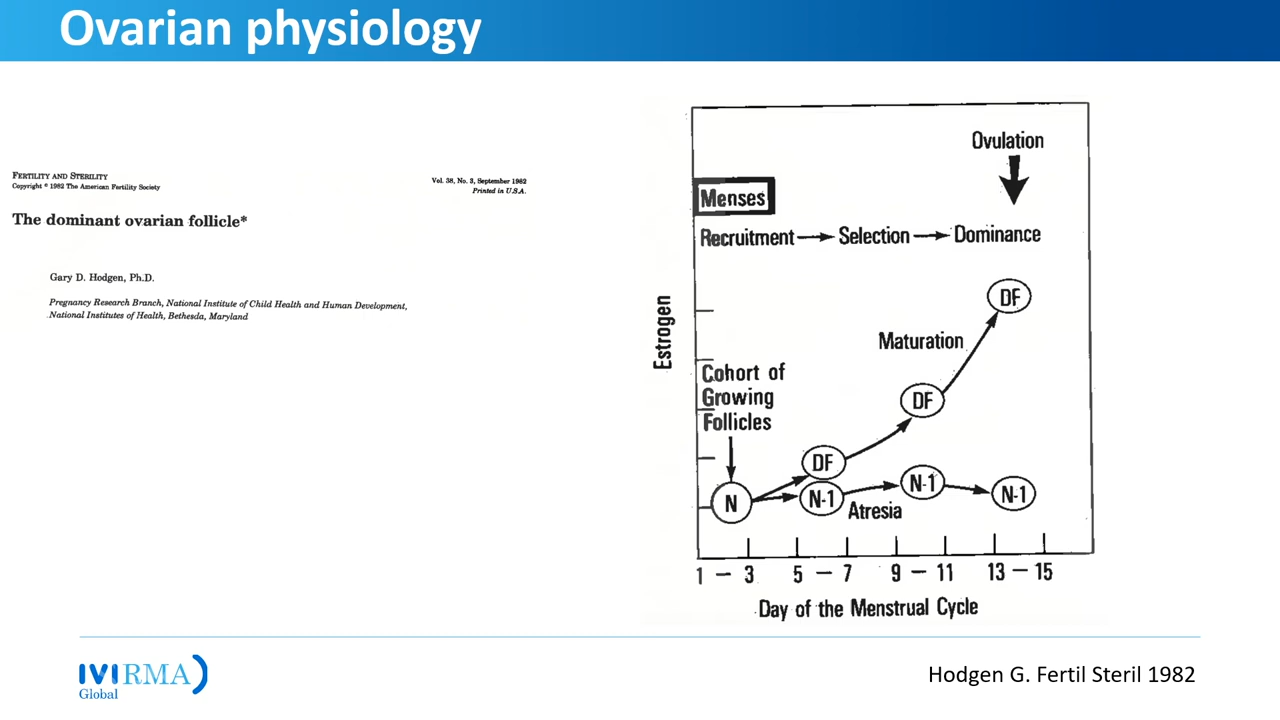 Ovarian physiology
FERTILITY AND STERILITY
Copyright © 1982 The American Fertility Society
Vol. 38, No. 3, September 1982
Printed in U.S.A.
The dominant ovarian follicle*
Gary D. Hodgen, Ph.D.
Pregnancy Research Branch, National Institute of Child Health and Human Development,
National Institutes of Health, Bethesda, Maryland
Ovulation
Menses
Recruitment → Selection → Dominance
Estrogen
DF
Maturation
Cohort of
Growing
Follicles
DF
DF
N
N-1
N-1
N-1
Atresia
1 – 3 5 – 7 9 – 11 13 – 15
Day of the Menstrual Cycle
IVIRMA
Global
Hodgen G. Fertil Steril 1982